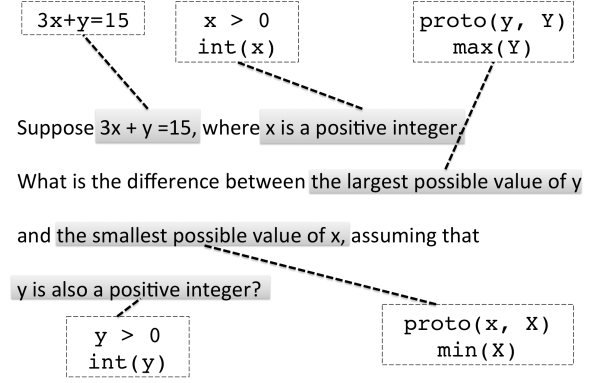 3x+y=15
x > 0
int(x)
proto(y, Y)
max(Y)
Suppose 3x + y =15, where x is a positive integer.
What is the difference between the largest possible value of y
and the smallest possible value of x, assuming that
y is also a positive integer?
y > 0
int(y)
proto(x, X)
min(X)